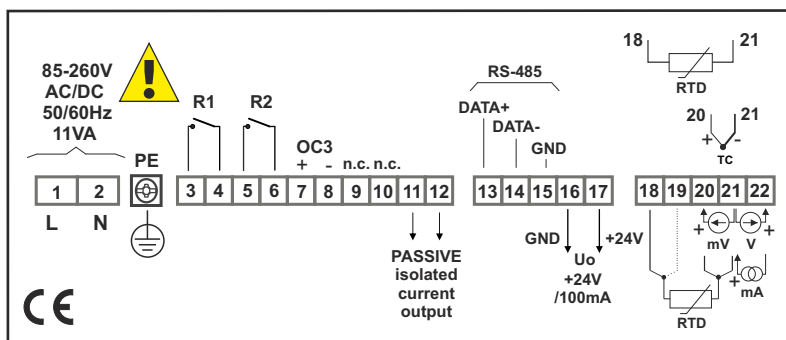 85-260V
AC/DC
50/60Hz
11VA
!
PE
1 2
L N
R1
R2
OC3
+ -
n.c. n.c.
3 4 5 6 7 8 9 10 11 12
PASSIVE
isolated
current
output
RS-485
DATA+
DATA-
GND
13 14 15 16 17
GND
+24V
Uo
+24V
/100mA
18 21
RTD
20 21
+ -
TC
18 19 20 21 22
+ +
mV V
+
mA
RTD
CE